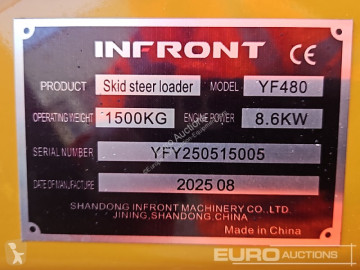 INFRONT CE
PRODUCT Skid steer loader MODEL YF480
OPERATING WEIGHT 1500KG ENGINE POWER 8.6KW
SERIAL NUMBER YFY250515005
DATE OF MANUFACTURE 2025 08
SHANDONG INFRONT MACHINERY CO.,LTD.
JINING,SHANDONG,CHINA
Made in China
EURO AUCTIONS